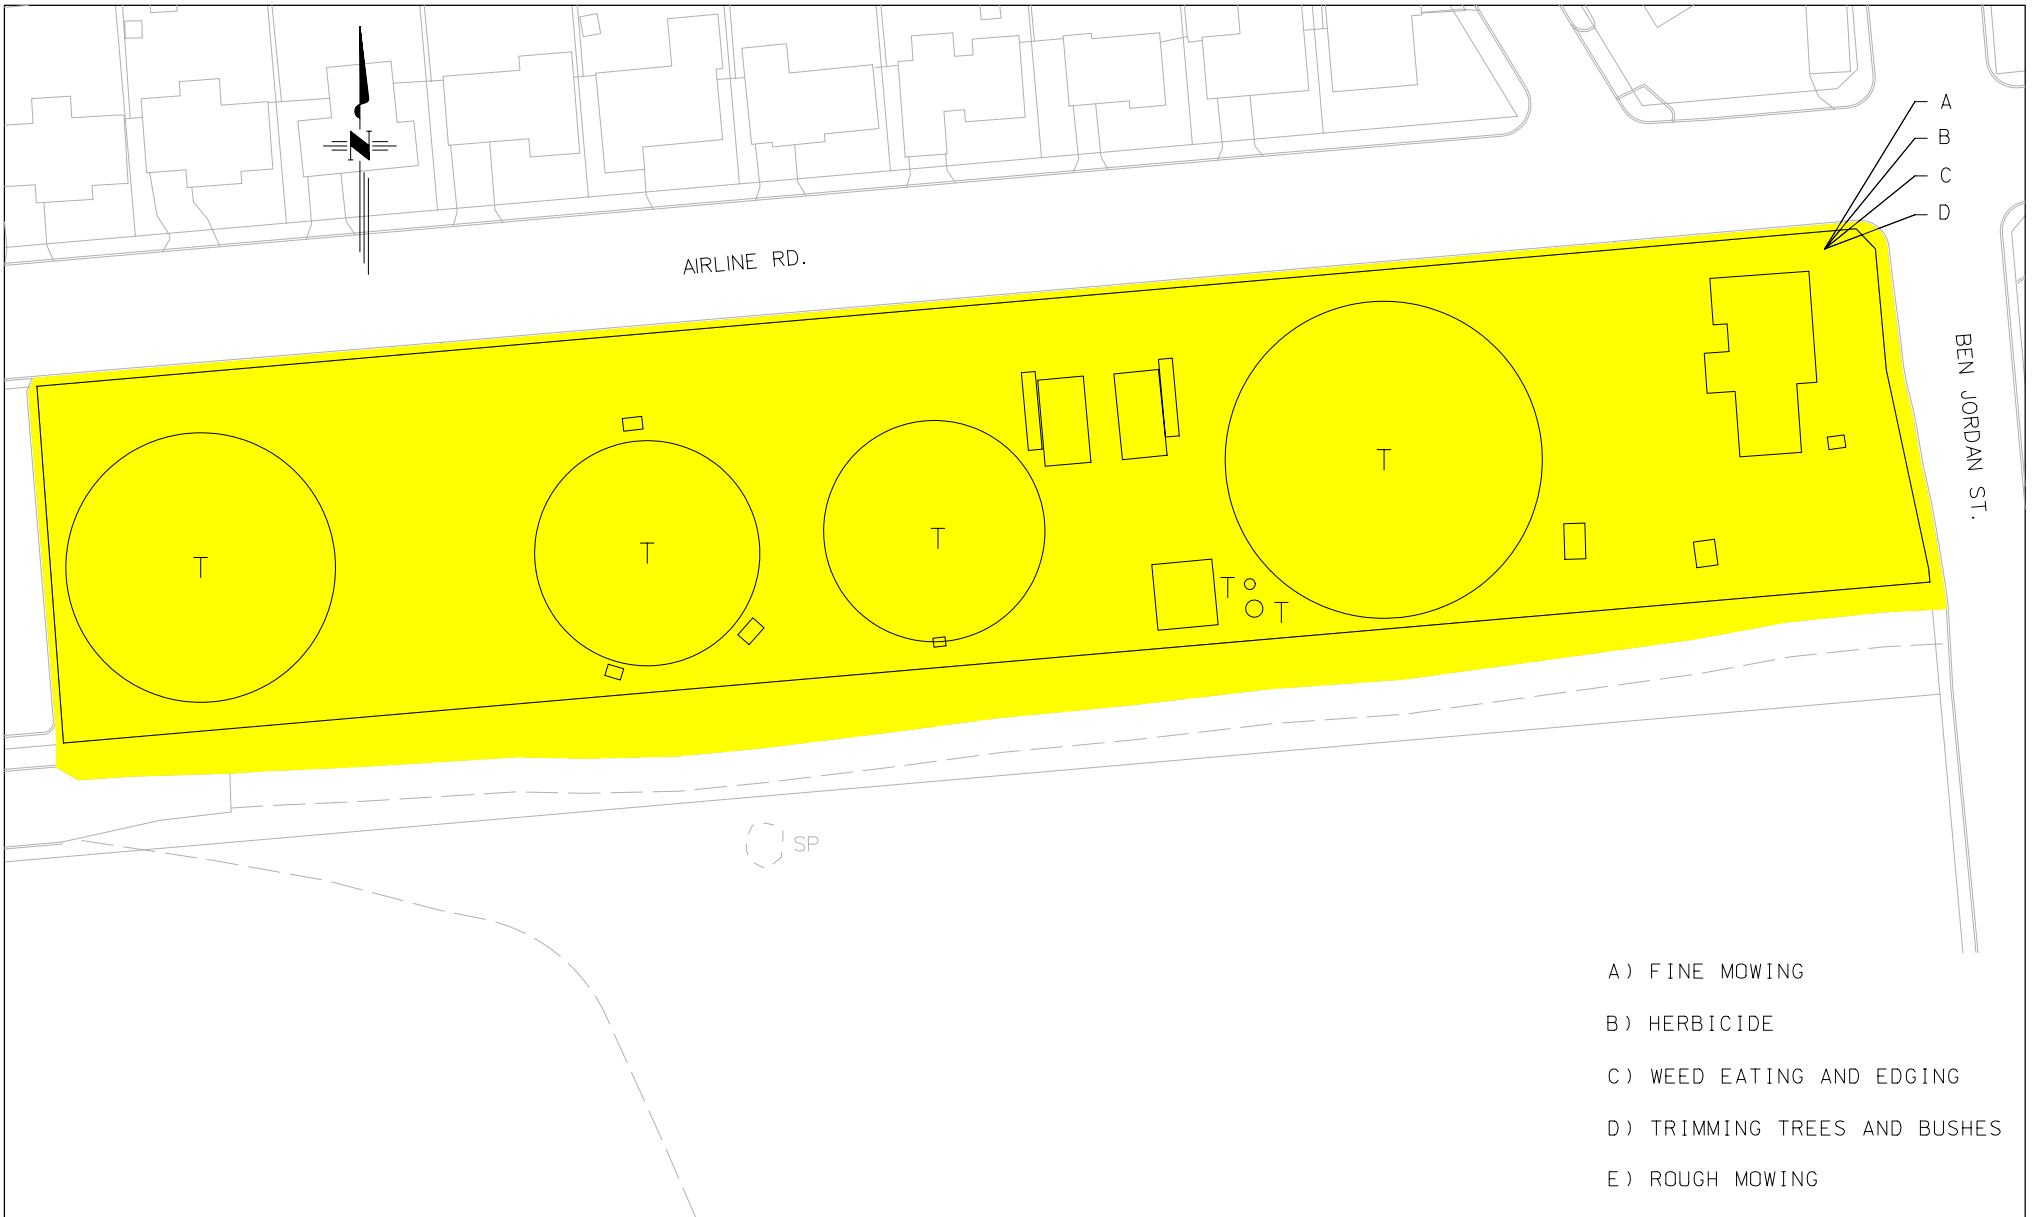 A
B
C
D
N
AIRLINE RD.
BEN JORDAN ST.
T
T
T
T
T
T
SP
A) FINE MOWING
B) HERBICIDE
C) WEED EATING AND EDGING
D) TRIMMING TREES AND BUSHES
E) ROUGH MOWING